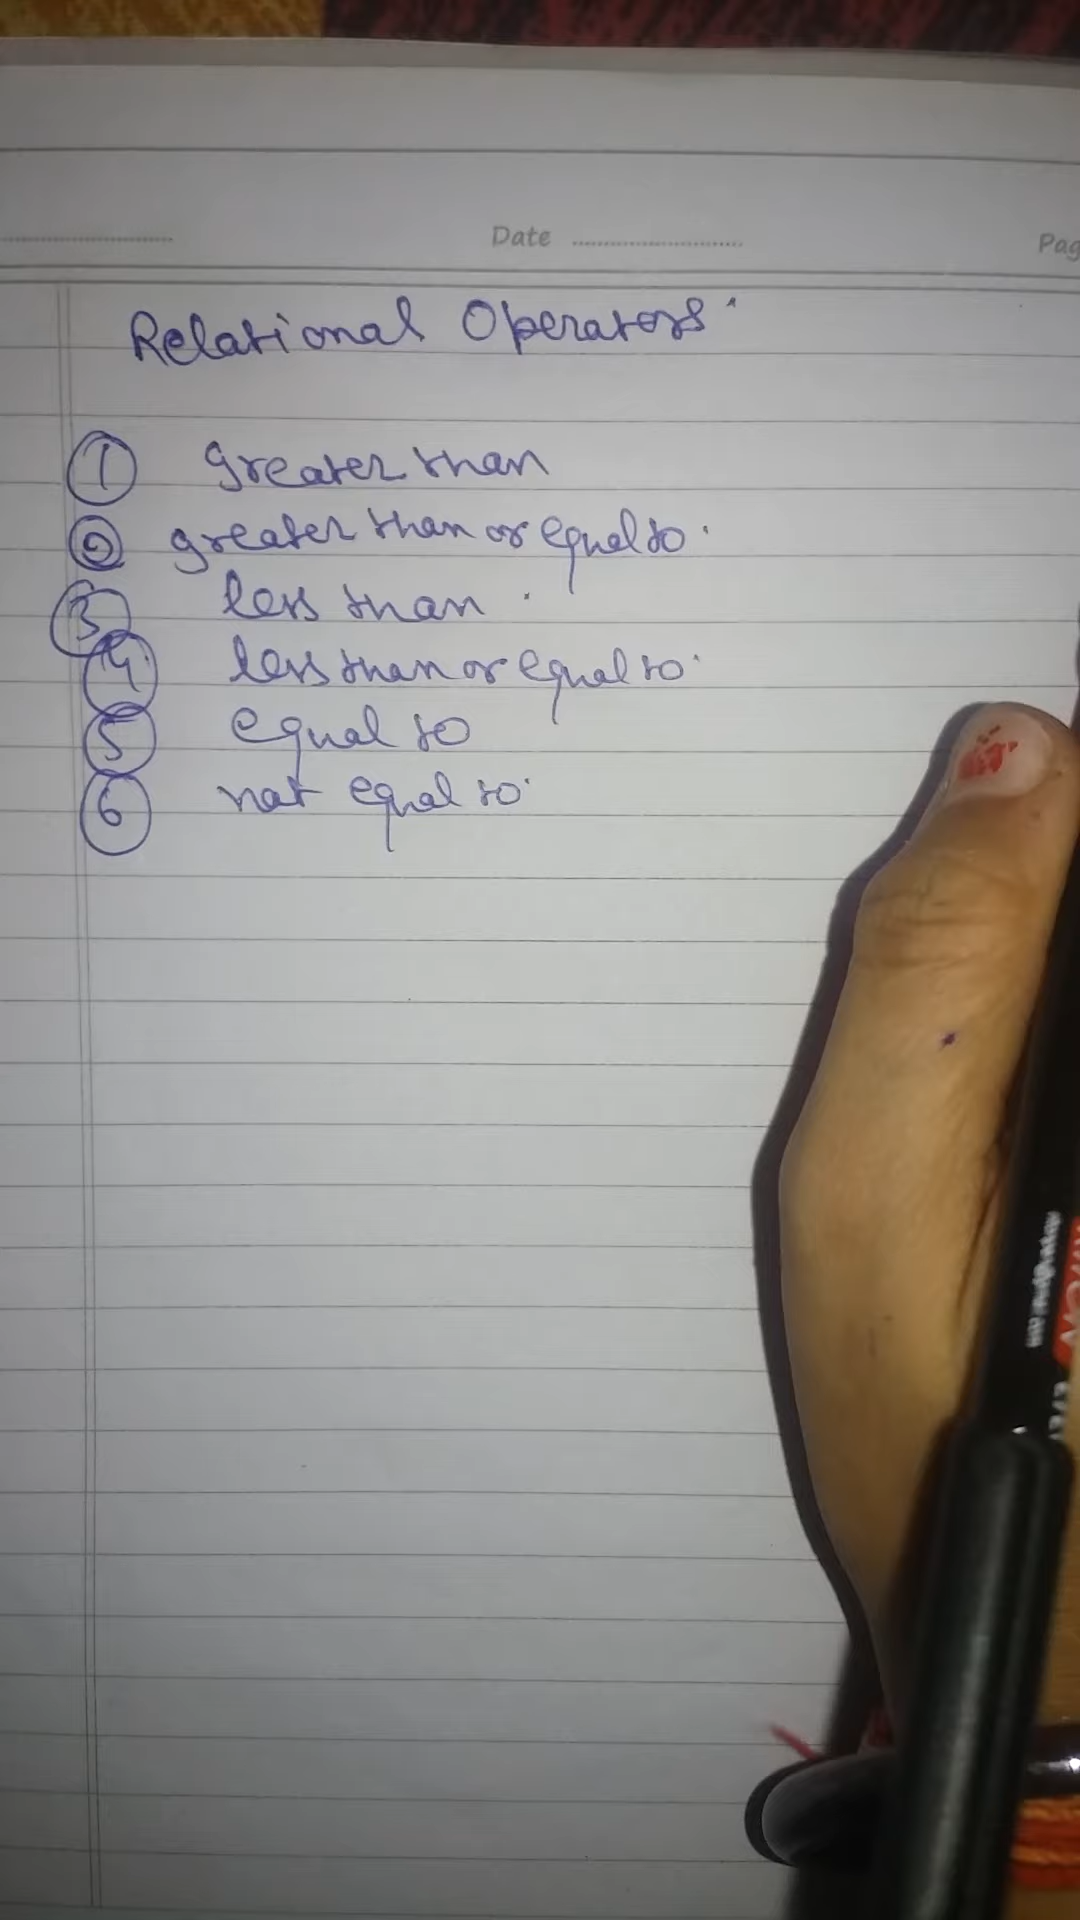 Date ........................ Pag
Relational Operators.
① greater than
② greater than or equal to.
③ less than.
④ less than or equal to.
⑤ equal to
⑥ not equal to.